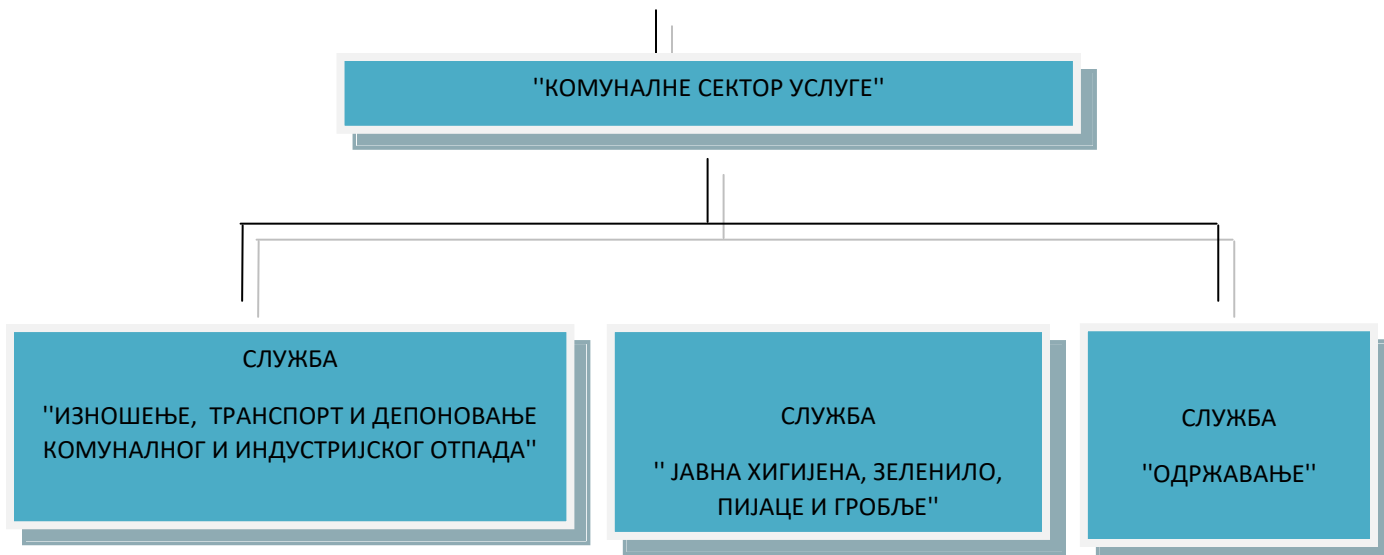 ''КОМУНАЛНЕ СЕКТОР УСЛУГЕ''
СЛУЖБА
''ИЗНОШЕЊЕ, ТРАНСПОРТ И ДЕПОНОВАЊЕ
КОМУНАЛНОГ И ИНДУСТРИЈСКОГ ОТПАДА''
СЛУЖБА
'' ЈАВНА ХИГИЈЕНА, ЗЕЛЕНИЛО,
ПИЈАЦЕ И ГРОБЉЕ''
СЛУЖБА
''ОДРЖАВАЊЕ''